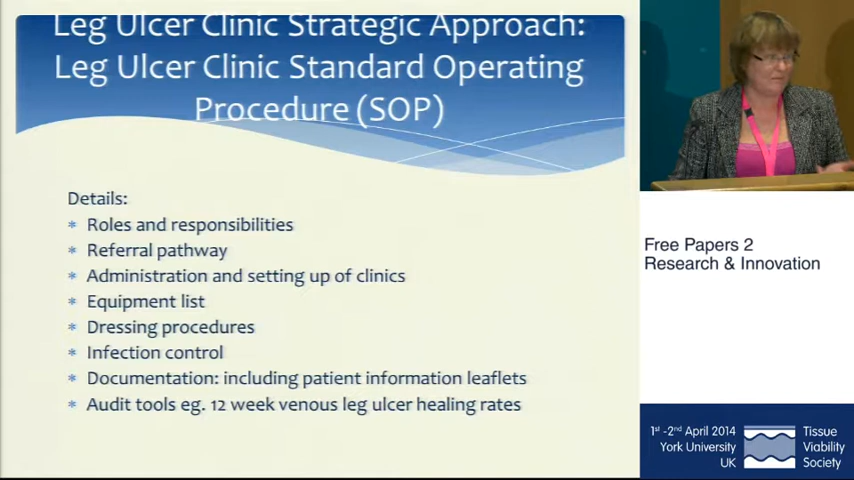 Leg Ulcer Clinic Strategic Approach:
Leg Ulcer Clinic Standard Operating
Procedure (SOP)
Details:
* Roles and responsibilities
* Referral pathway
* Administration and setting up of clinics
* Equipment list
* Dressing procedures
* Infection control
* Documentation: including patient information leaflets
* Audit tools eg. 12 week venous leg ulcer healing rates
Free Papers 2
Research & Innovation
1st -2nd April 2014
York University
UK
Tissue
Viability
Society